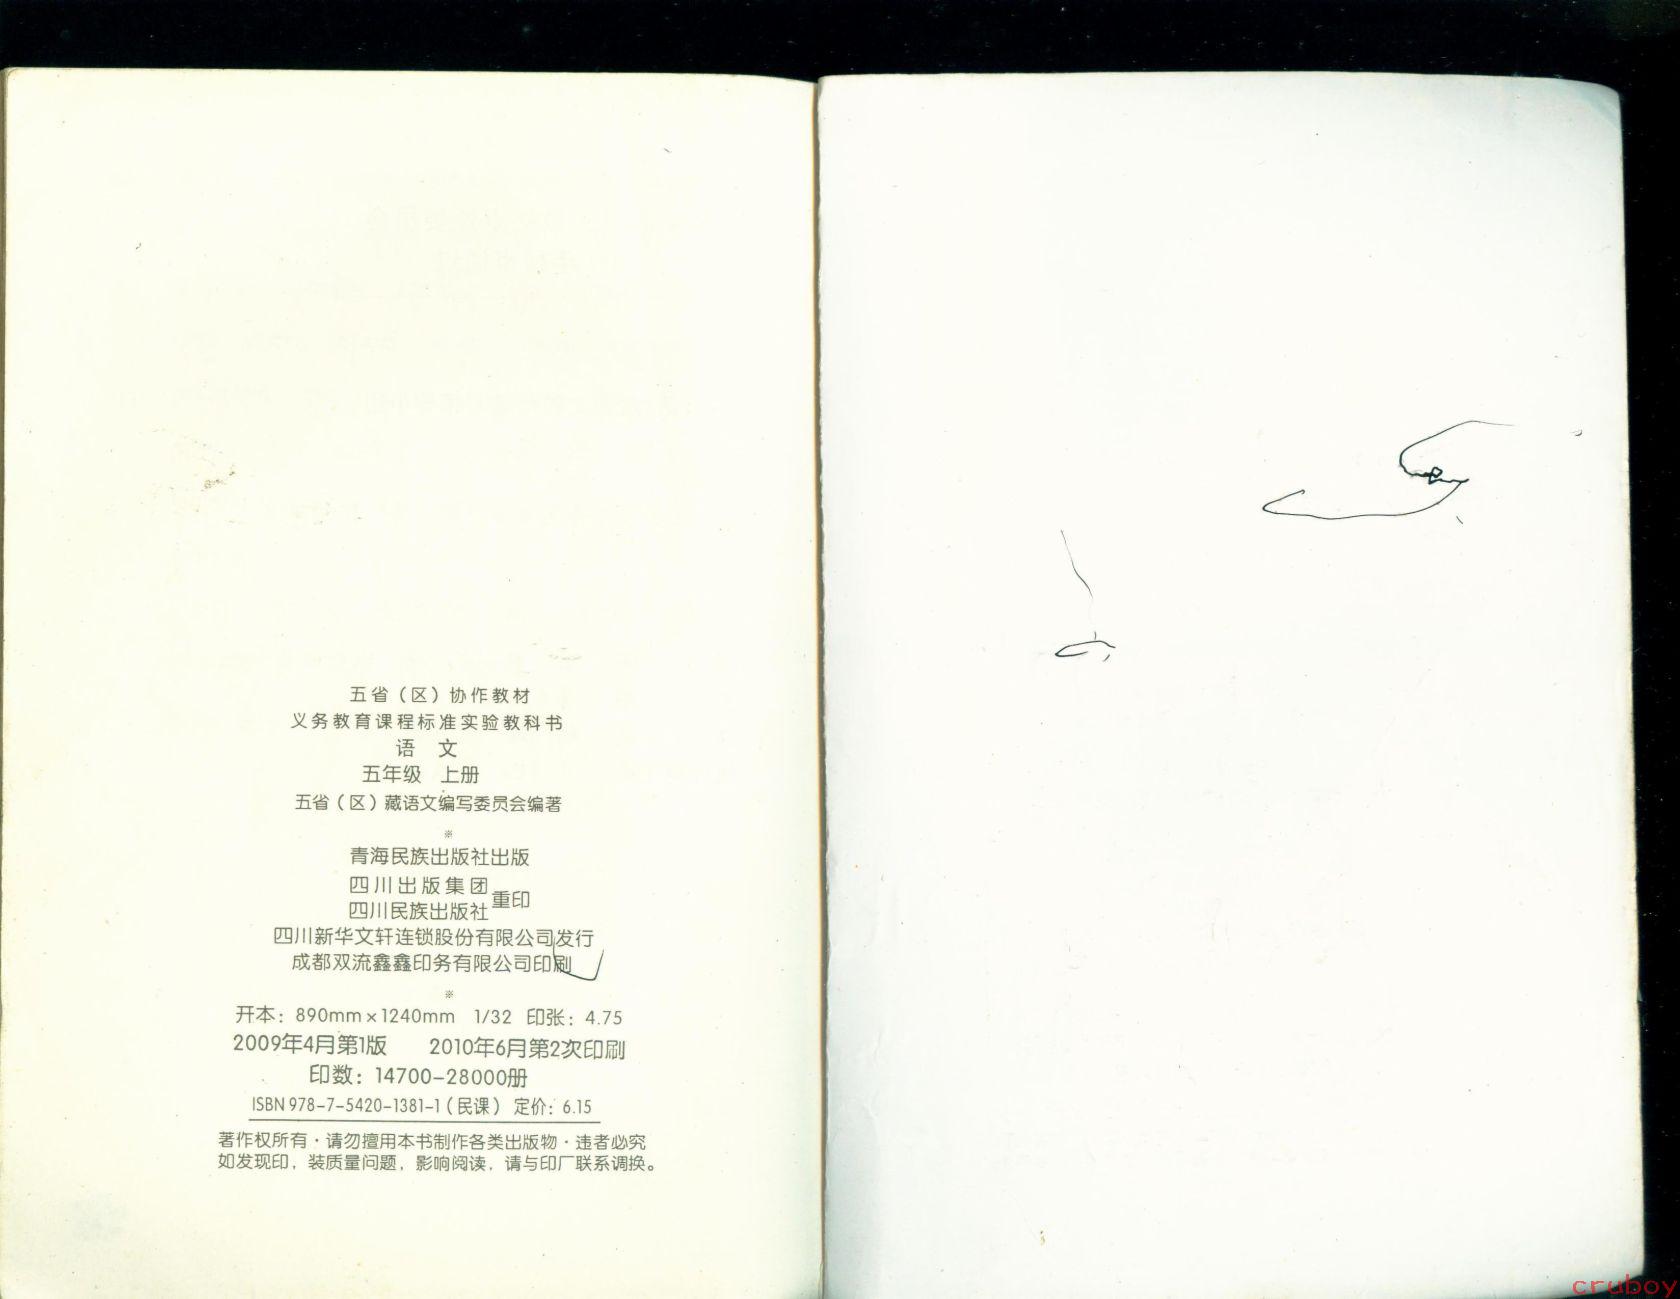 五省（区）协作教材
义务教育课程标准实验教科书
语 文
五年级 上册
五省（区）藏语文编写委员会编著
※
青海民族出版社出版
四川出版集团
四川民族出版社 重印
四川新华文轩连锁股份有限公司发行
成都双流鑫鑫印务有限公司印刷
※
开本：890mm×1240mm 1/32 印张：4.75
2009年4月第1版 2010年6月第2次印刷
印数：14700-28000册
ISBN 978-7-5420-1381-1（民课） 定价：6.15
著作权所有·请勿擅用本书制作各类出版物·违者必究
如发现印，装质量问题，影响阅读，请与印厂联系调换。
cruboy